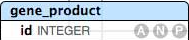 gene_product
id INTEGER A N P